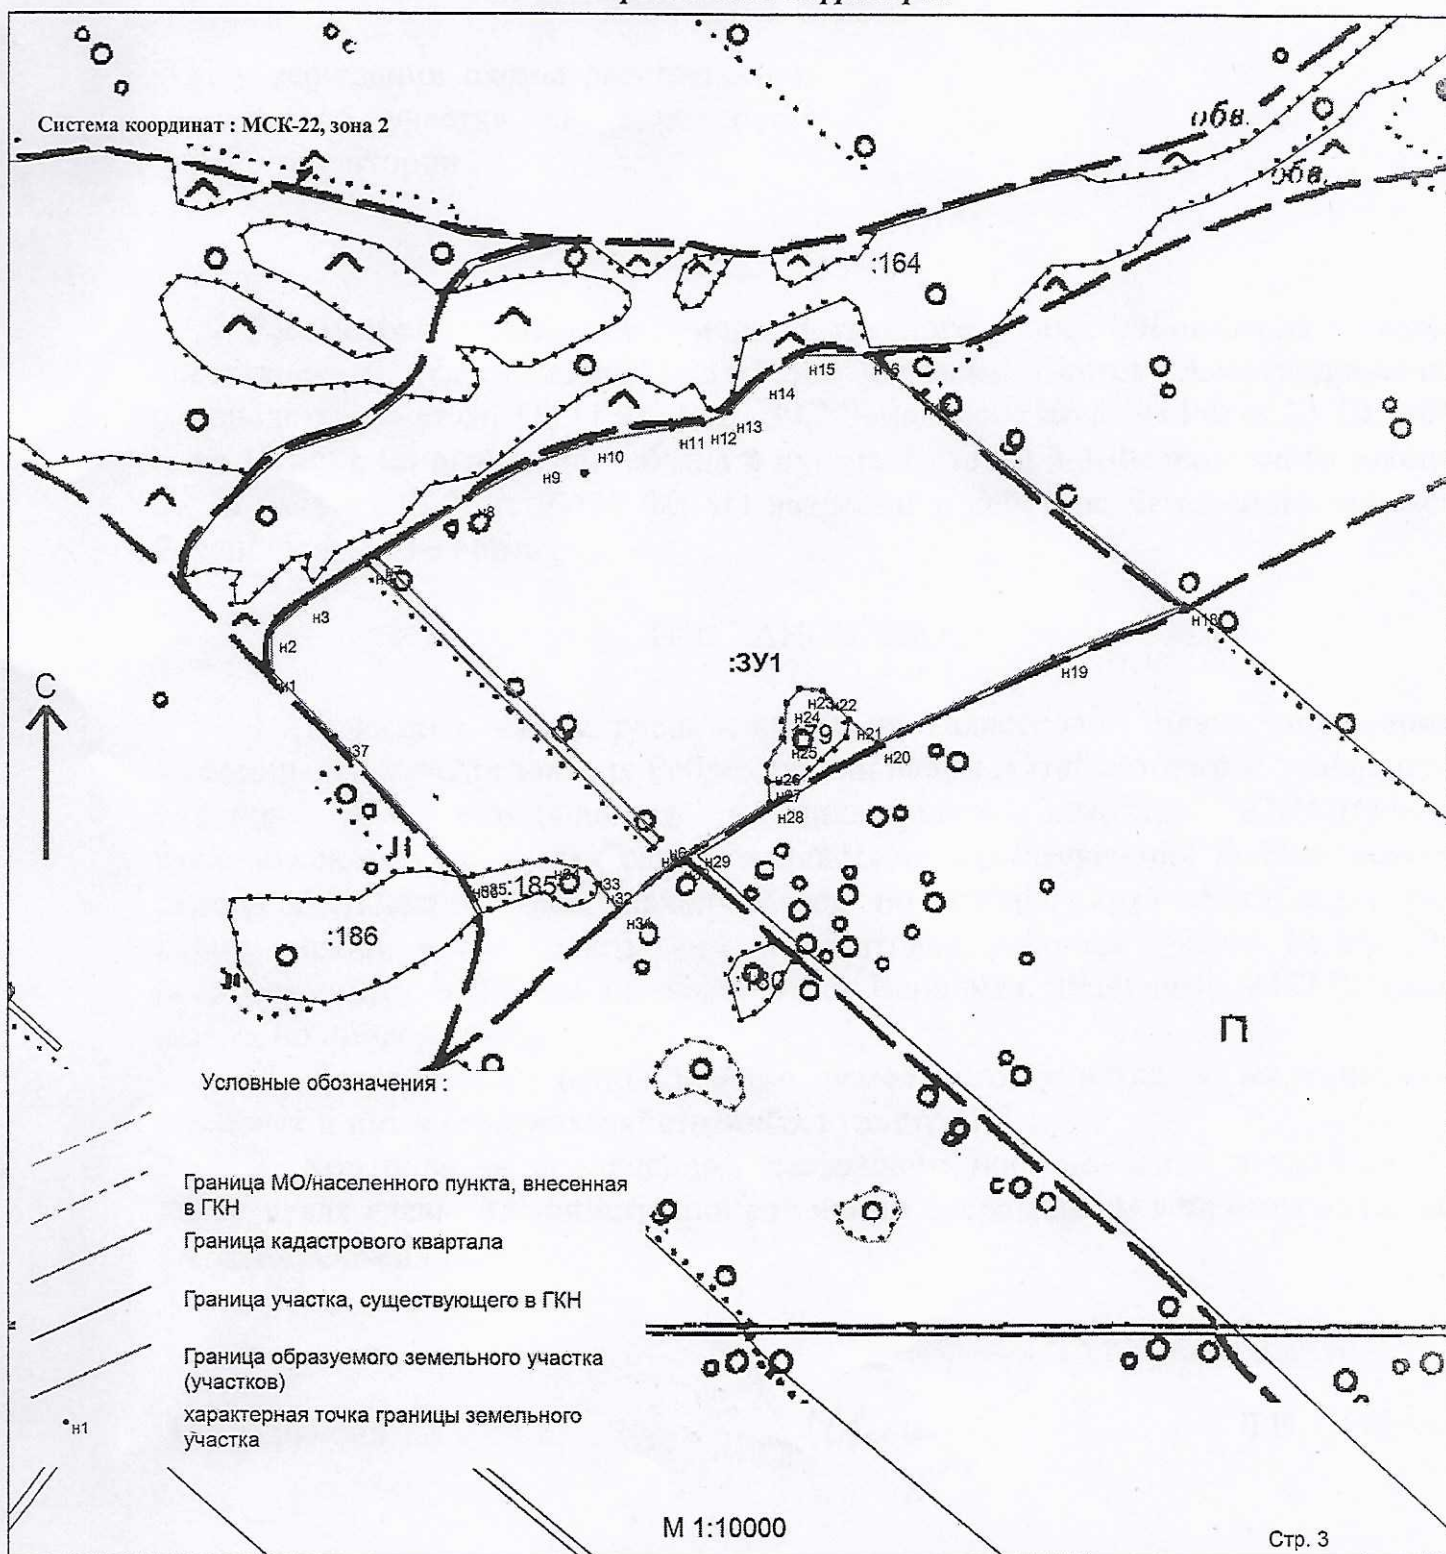 Система координат : МСК-22, зона 2
обв.
обв.
:164
н15
н16
н14
н13
н12
н11
н10
н9
н8
н3
н2
н1
:ЗУ1
н18
н19
С
н23
н22
н24
н21
н25
н20
н26
н27
н28
н37
н6
н29
:185
н33
н32
н34
:186
П
Условные обозначения :
Граница МО/населенного пункта, внесенная
в ГКН
Граница кадастрового квартала
Граница участка, существующего в ГКН
Граница образуемого земельного участка
(участков)
н1
характерная точка границы земельного
участка
М 1:10000
Стр. 3